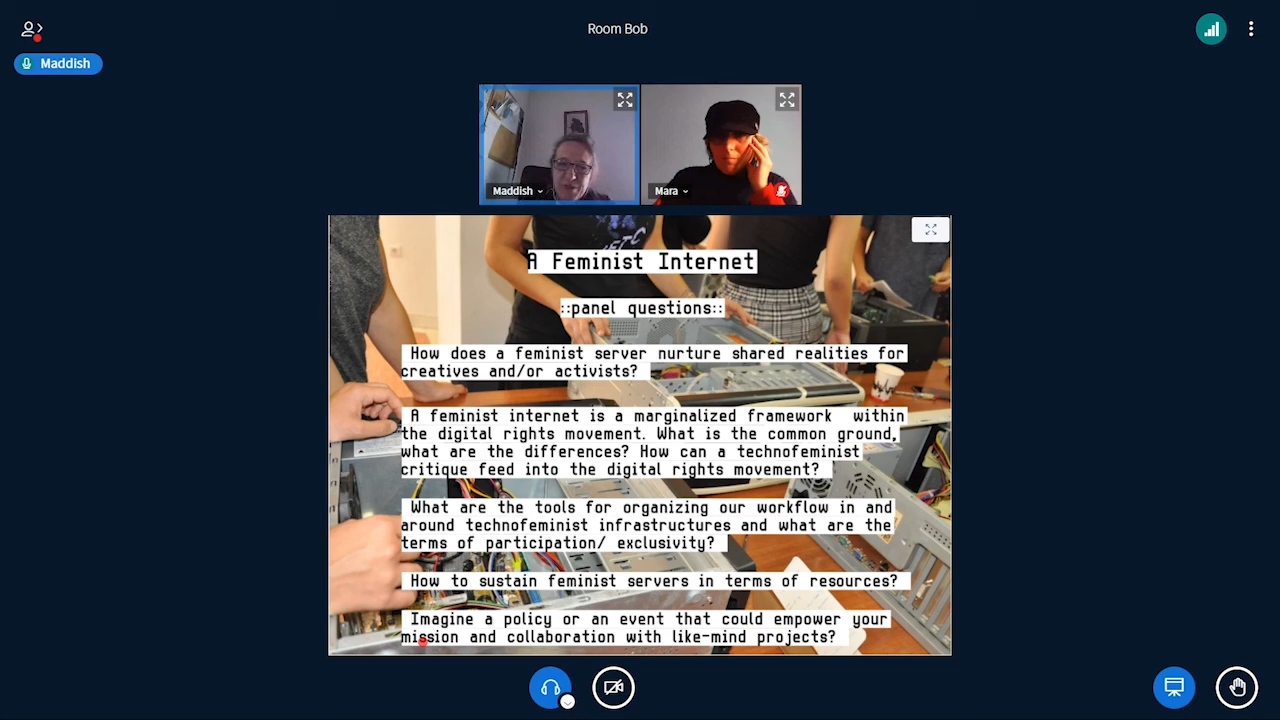 Room Bob
Maddish
Maddish
Mara
A Feminist Internet
::panel questions::
How does a feminist server nurture shared realities for
creatives and/or activists?
A feminist internet is a marginalized framework within
the digital rights movement. What is the common ground,
what are the differences? How can a technofeminist
critique feed into the digital rights movement?
What are the tools for organizing our workflow in and
around technofeminist infrastructures and what are the
terms of participation/ exclusivity?
How to sustain feminist servers in terms of resources?
Imagine a policy or an event that could empower your
mission and collaboration with like-mind projects?